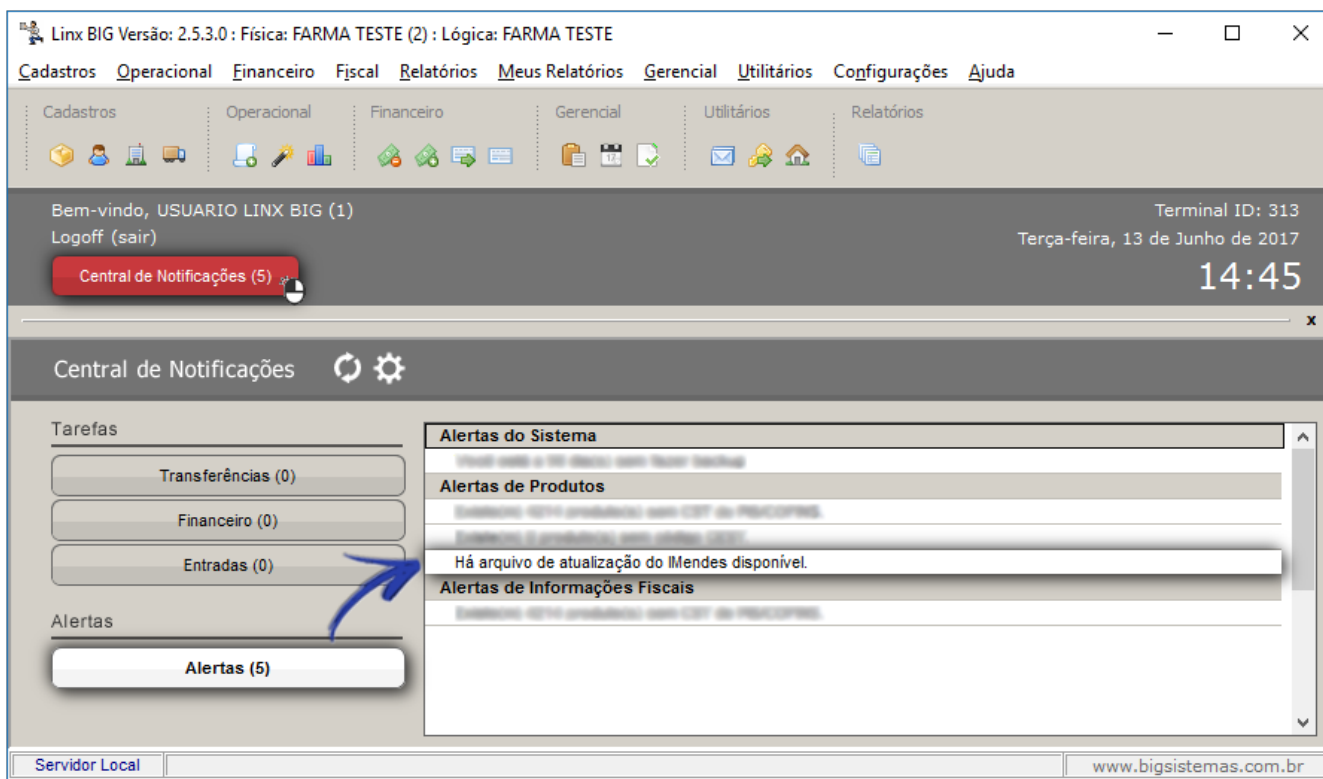 Linx BIG Versão: 2.5.3.0 : Física: FARMA TESTE (2) : Lógica: FARMA TESTE
Cadastros Operacional Financeiro Fiscal Relatórios Meus Relatórios Gerencial Utilitários Configurações Ajuda
Cadastros Operacional Financeiro Gerencial Utilitários Relatórios
Bem-vindo, USUARIO LINX BIG (1)
Terminal ID: 313
Logoff (sair)
Terça-feira, 13 de Junho de 2017
Central de Notificações (5)
14:45
x
Central de Notificações
Tarefas
Transferências (0)
Financeiro (0)
Entradas (0)
Alertas
Alertas (5)
Alertas do Sistema
Alertas de Produtos
Há arquivo de atualização do IMendes disponível.
Alertas de Informações Fiscais
Servidor Local
www.bigsistemas.com.br